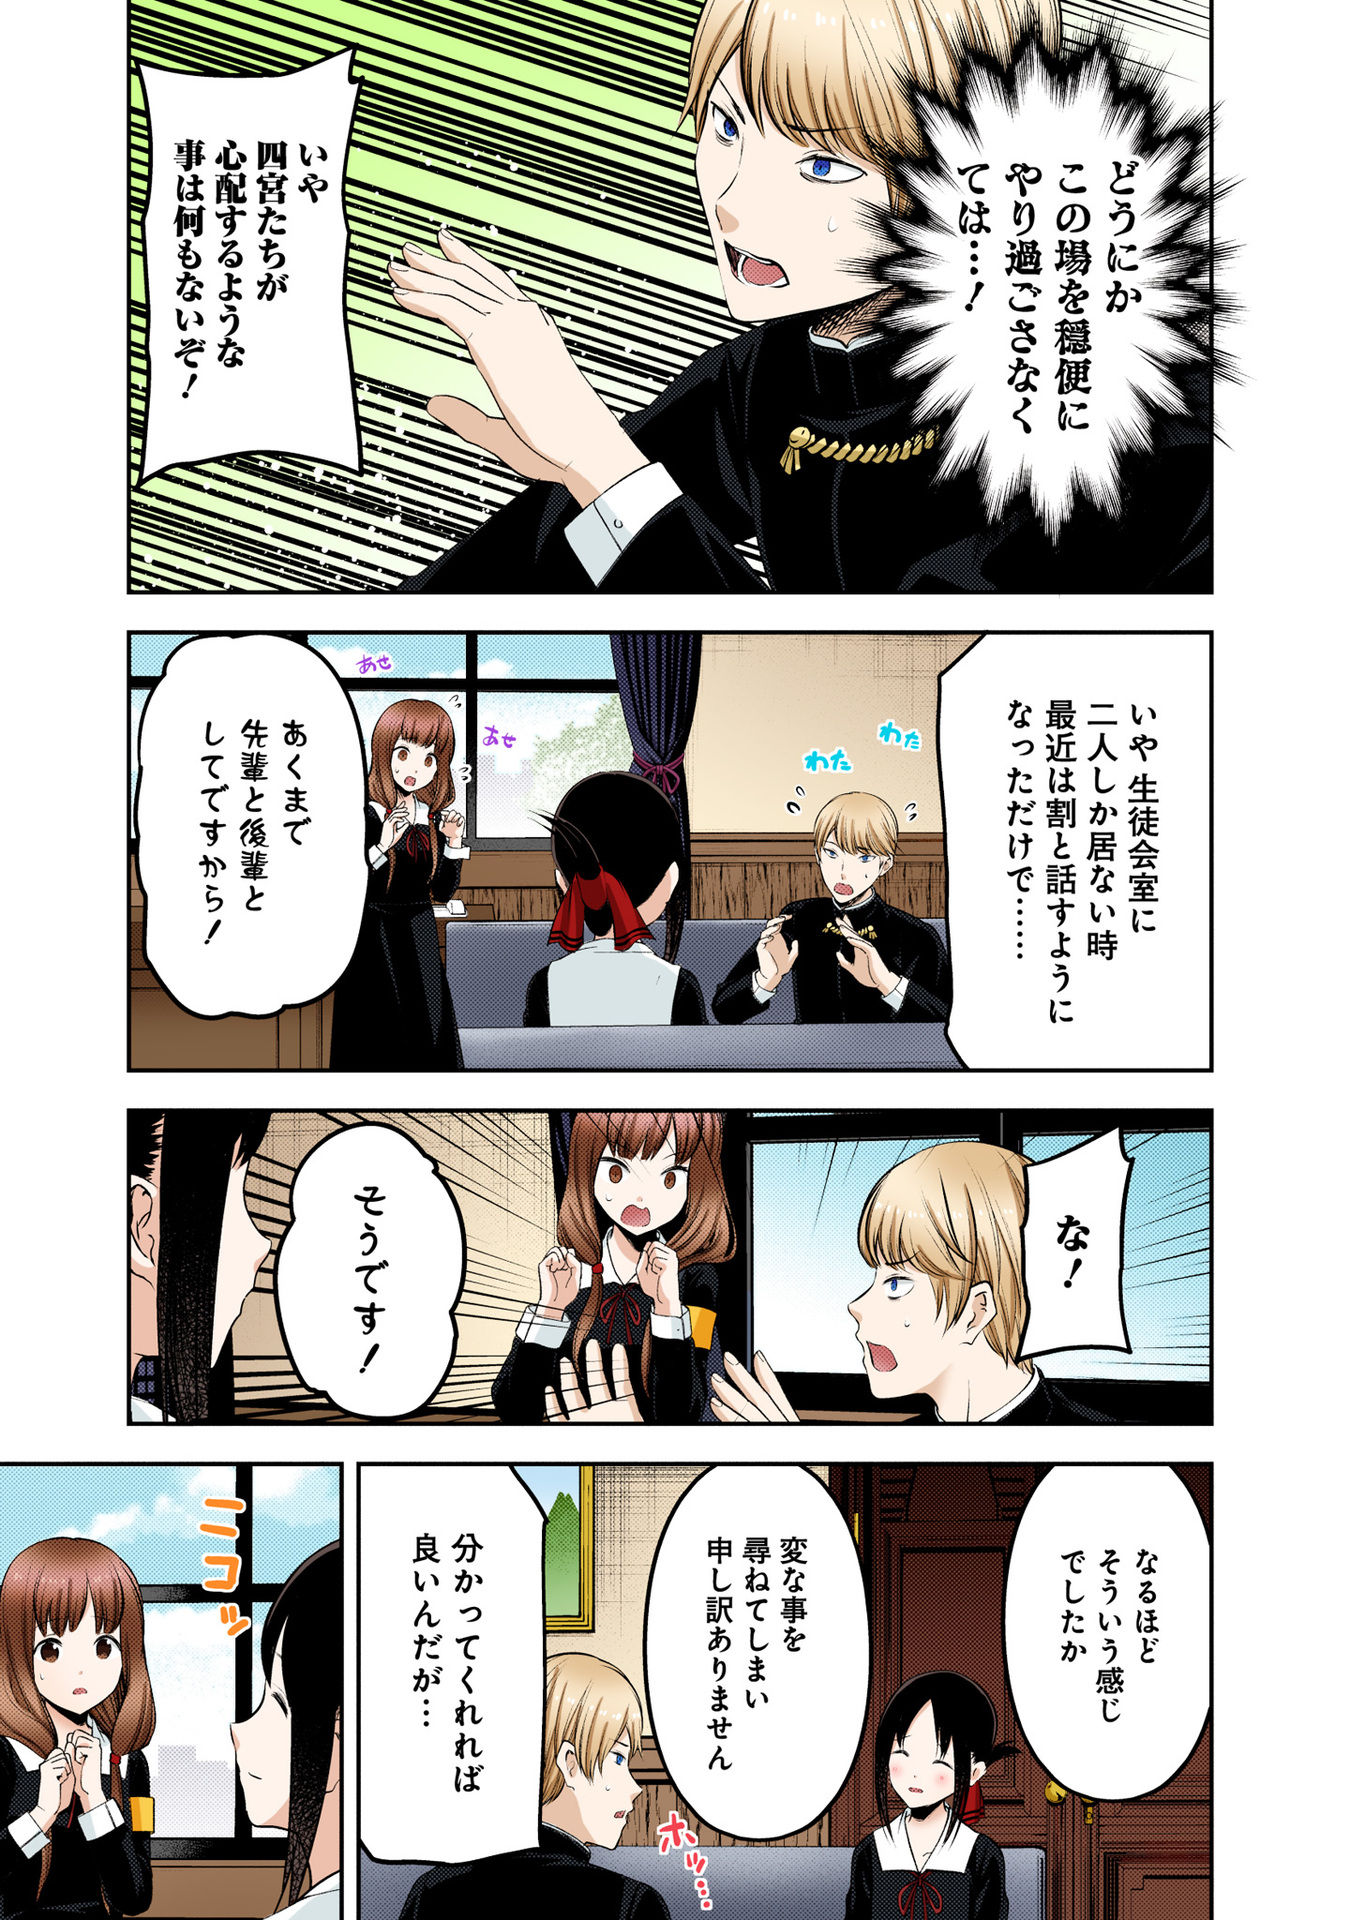 どうにか
この場を穏便に
やり過ごさなく
ては…！
いや
四宮たちが
心配するような
事は何もないぞ！
いや生徒会室に
二人しか居ない時
最近は割と話すように
なっただけで……
わた
わた
あせ
あせ
あくまで
先輩と後輩と
してですから！
な！
そうです！
なるほど
そういう感じ
でしたか
変な事を
尋ねてしまい
申し訳ありません
ホッ…
分かってくれれば
良いんだが…
ニコッ